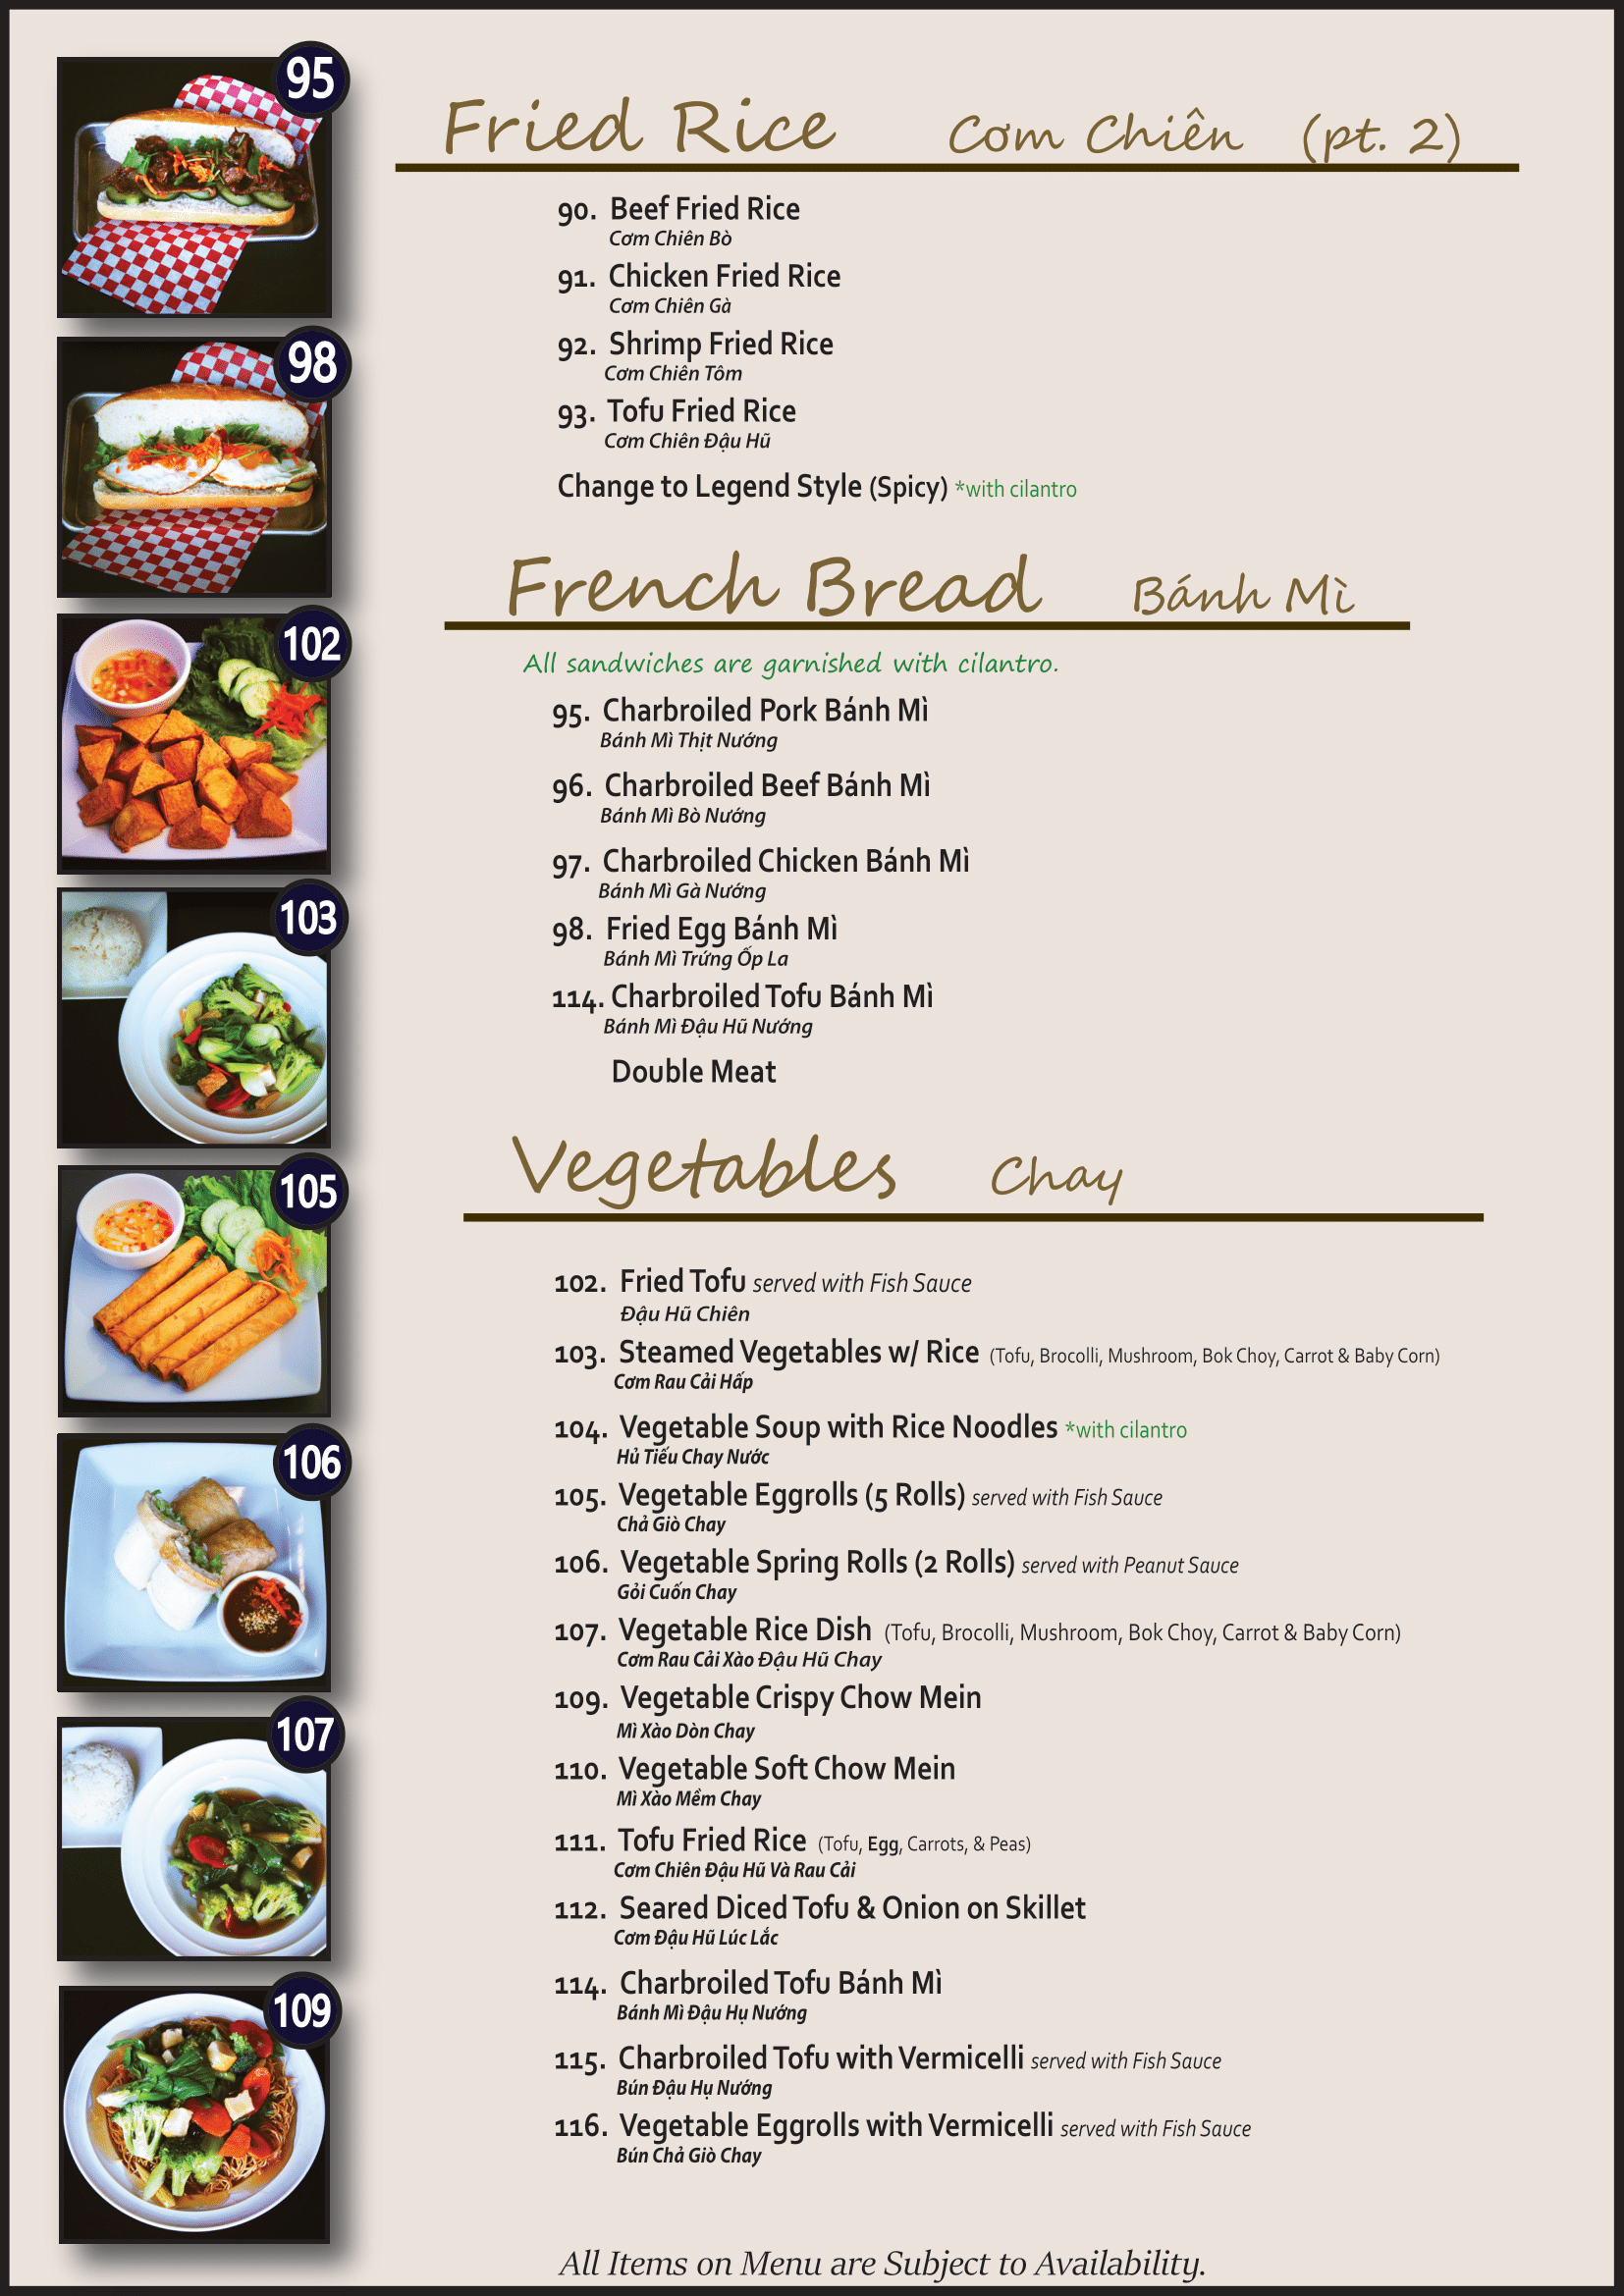 95
98
102
103
105
106
107
109
Fried Rice Cơm Chiên (pt. 2)
90. Beef Fried Rice
Cơm Chiên Bò
91. Chicken Fried Rice
Cơm Chiên Gà
92. Shrimp Fried Rice
Cơm Chiên Tôm
93. Tofu Fried Rice
Cơm Chiên Đậu Hũ
Change to Legend Style (Spicy) *with cilantro
French Bread Bánh Mì
All sandwiches are garnished with cilantro.
95. Charbroiled Pork Bánh Mì
Bánh Mì Thịt Nướng
96. Charbroiled Beef Bánh Mì
Bánh Mì Bò Nướng
97. Charbroiled Chicken Bánh Mì
Bánh Mì Gà Nướng
98. Fried Egg Bánh Mì
Bánh Mì Trứng Ốp La
114. Charbroiled Tofu Bánh Mì
Bánh Mì Đậu Hũ Nướng
Double Meat
Vegetables Chay
102. Fried Tofu served with Fish Sauce
Đậu Hũ Chiên
103. Steamed Vegetables w/ Rice (Tofu, Brocolli, Mushroom, Bok Choy, Carrot & Baby Corn)
Cơm Rau Cải Hấp
104. Vegetable Soup with Rice Noodles *with cilantro
Hủ Tiếu Chay Nước
105. Vegetable Eggrolls (5 Rolls) served with Fish Sauce
Chả Giò Chay
106. Vegetable Spring Rolls (2 Rolls) served with Peanut Sauce
Gỏi Cuốn Chay
107. Vegetable Rice Dish (Tofu, Brocolli, Mushroom, Bok Choy, Carrot & Baby Corn)
Cơm Rau Cải Xào Đậu Hũ Chay
109. Vegetable Crispy Chow Mein
Mì Xào Dòn Chay
110. Vegetable Soft Chow Mein
Mì Xào Mềm Chay
111. Tofu Fried Rice (Tofu, Egg, Carrots, & Peas)
Cơm Chiên Đậu Hũ Và Rau Cải
112. Seared Diced Tofu & Onion on Skillet
Cơm Đậu Hũ Lúc Lắc
114. Charbroiled Tofu Bánh Mì
Bánh Mì Đậu Hụ Nướng
115. Charbroiled Tofu with Vermicelli served with Fish Sauce
Bún Đậu Hụ Nướng
116. Vegetable Eggrolls with Vermicelli served with Fish Sauce
Bún Chả Giò Chay
All Items on Menu are Subject to Availability.